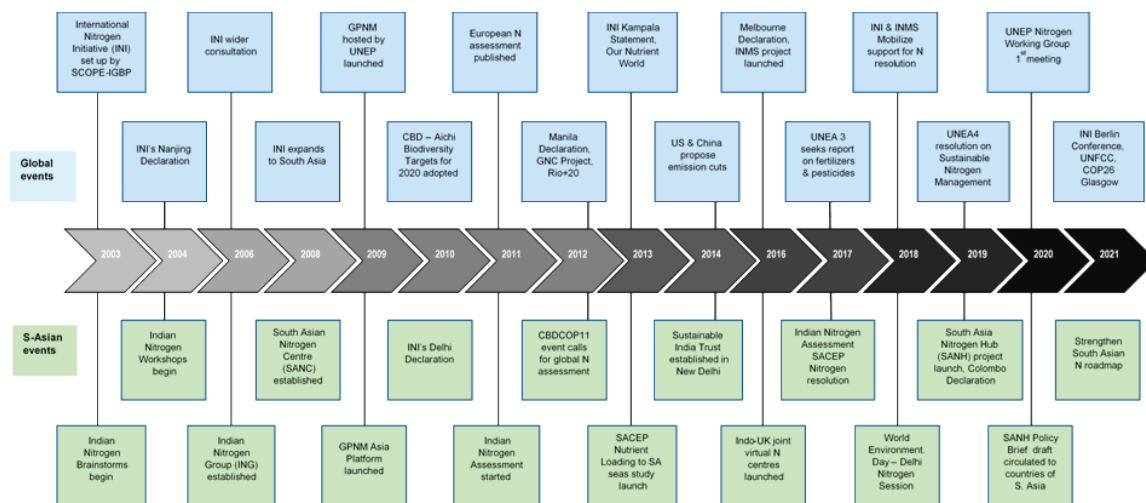 International
Nitrogen
Initiative (INI)
set up by
SCOPE-IGBP
INI wider
consultation
GPNM
hosted by
UNEP
launched
European N
assessment
published
INI Kampala
Statement,
Our Nutrient
World
Melbourne
Declaration,
INMS project
launched
INI & INMS
Mobilize
support for N
resolution
UNEP Nitrogen
Working Group
1st meeting
Global
events
INI's Nanjing
Declaration
INI expands
to South Asia
CBD – Aichi
Biodiversity
Targets for
2020 adopted
Manila
Declaration,
GNC Project,
Rio+20
US & China
propose
emission cuts
UNEA 3
seeks report
on fertilizers
& pesticides
UNEA4
resolution on
Sustainable
Nitrogen
Management
INI Berlin
Conference,
UNFCC,
COP26
Glasgow
2003
2004
2006
2008
2009
2010
2011
2012
2013
2014
2016
2017
2018
2019
2020
2021
S-Asian
events
Indian
Nitrogen
Workshops
begin
South Asian
Nitrogen
Centre
(SANC)
established
INI's Delhi
Declaration
CBDCOP11
event calls
for global N
assessment
Sustainable
India Trust
established in
New Delhi
Indian Nitrogen
Assessment
SACEP
Nitrogen
resolution
South Asia
Nitrogen Hub
(SANH) project
launch, Colombo
Declaration
Strengthen
South Asian
N roadmap
Indian
Nitrogen
Brainstorms
begin
Indian
Nitrogen
Group (ING)
established
GPNM Asia
Platform
launched
Indian
Nitrogen
Assessment
started
SACEP
Nutrient
Loading to SA
seas study
launch
Indo-UK joint
virtual N
centres
launched
World
Environment.
Day – Delhi
Nitrogen
Session
SANH Policy
Brief draft
circulated to
countries of
S. Asia